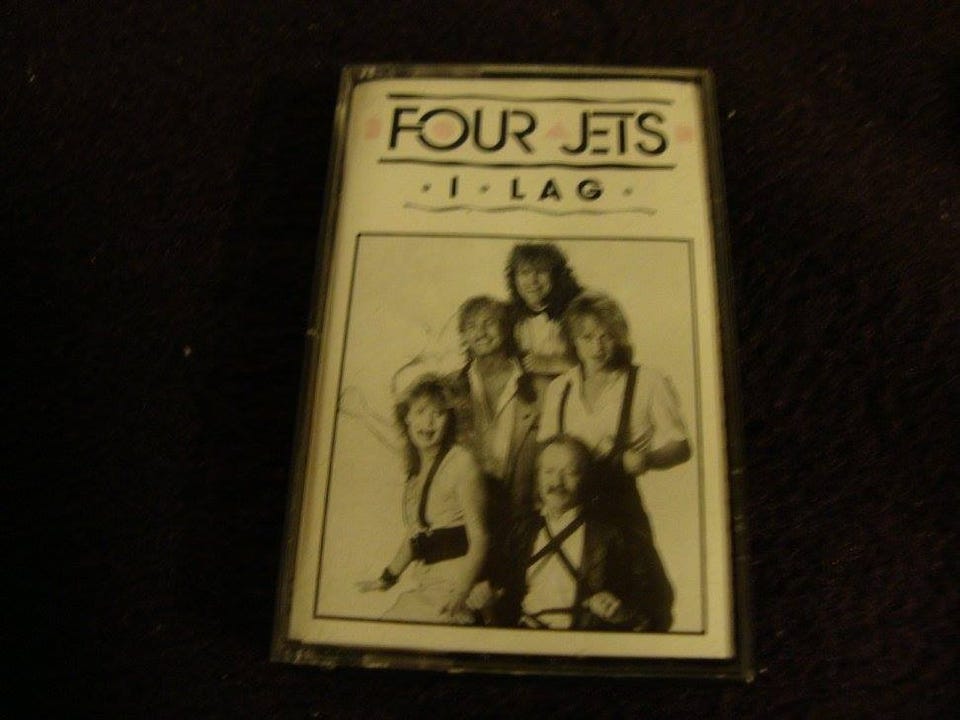 FOUR JETS
· I · LAG ·